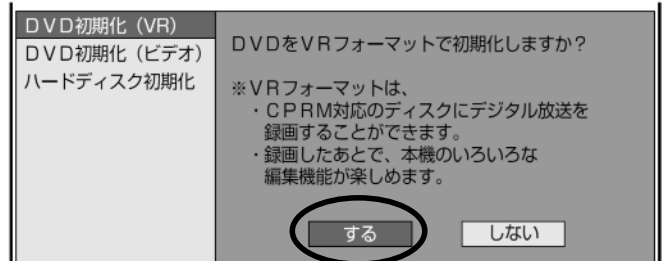 DVD初期化(VR)
DVD初期化(ビデオ)
ハードディスク初期化
DVDをVRフォーマットで初期化しますか?
※VRフォーマットは、
・CPRM対応のディスクにデジタル放送を
録画することができます。
・録画したあとで、本機のいろいろな
編集機能が楽しめます。
する
しない